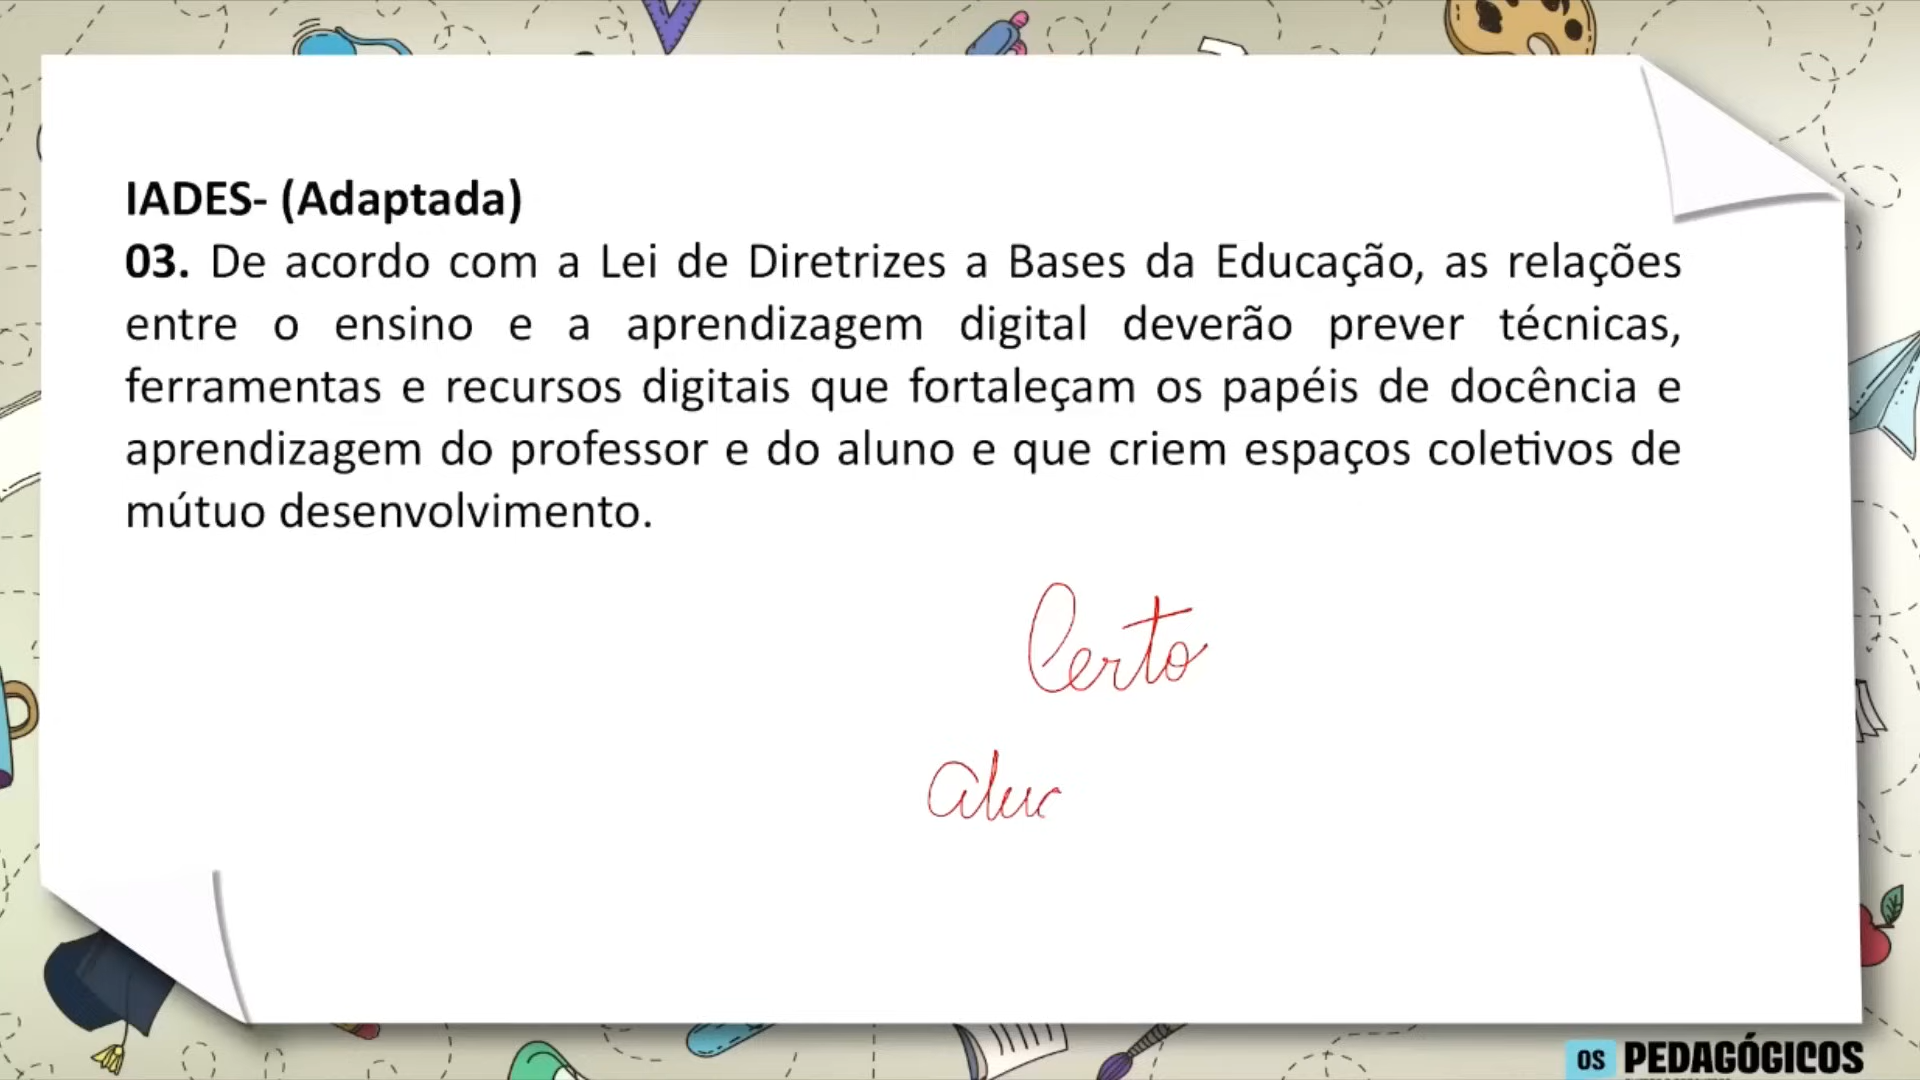 IADES- (Adaptada)
03. De acordo com a Lei de Diretrizes a Bases da Educação, as relações
entre o ensino e a aprendizagem digital deverão prever técnicas,
ferramentas e recursos digitais que fortaleçam os papéis de docência e
aprendizagem do professor e do aluno e que criem espaços coletivos de
mútuo desenvolvimento.
Certo
OS PEDAGÓGICOS